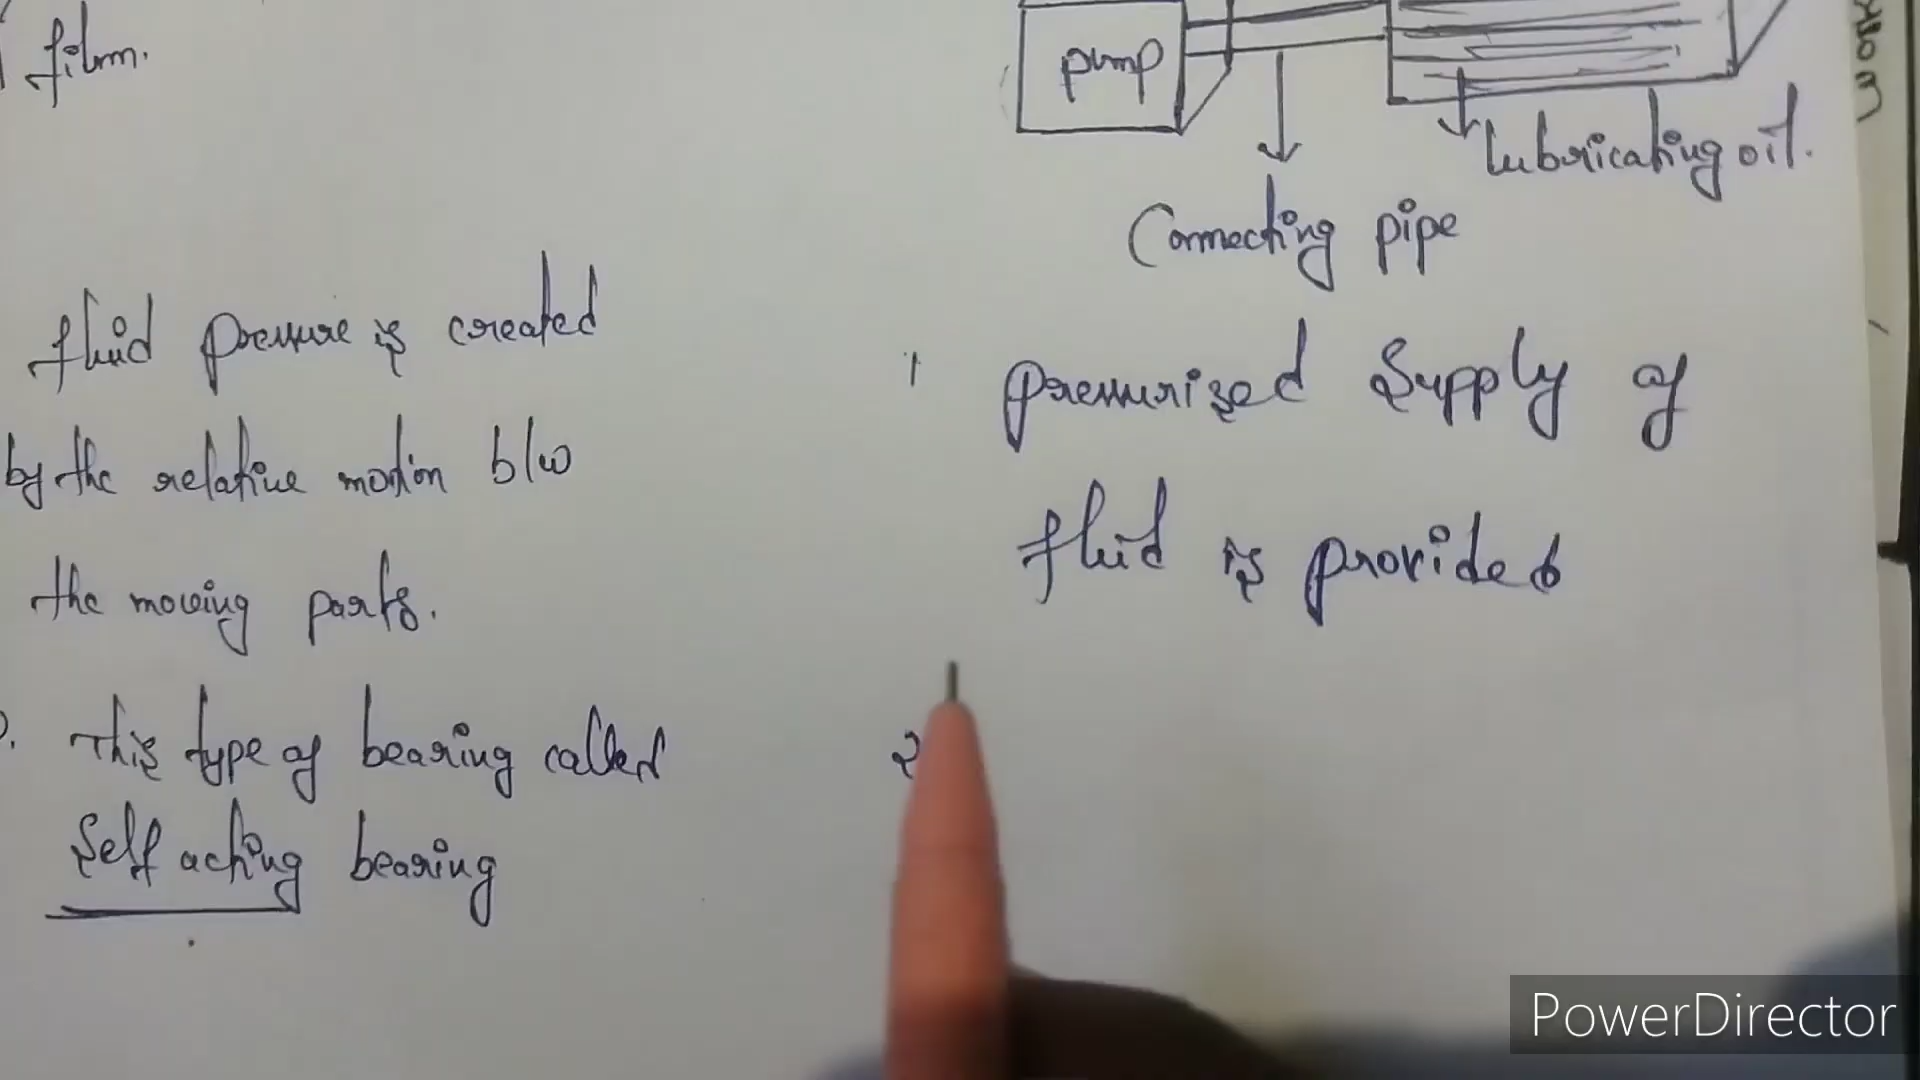 film.
fluid pressure is created
by the relative motion b/w
the moving parts.
2. This type of bearing called
Self acting bearing
pump
lubricating oil.
Connecting pipe
1 pressurized Supply of
fluid is provided
2
PowerDirector